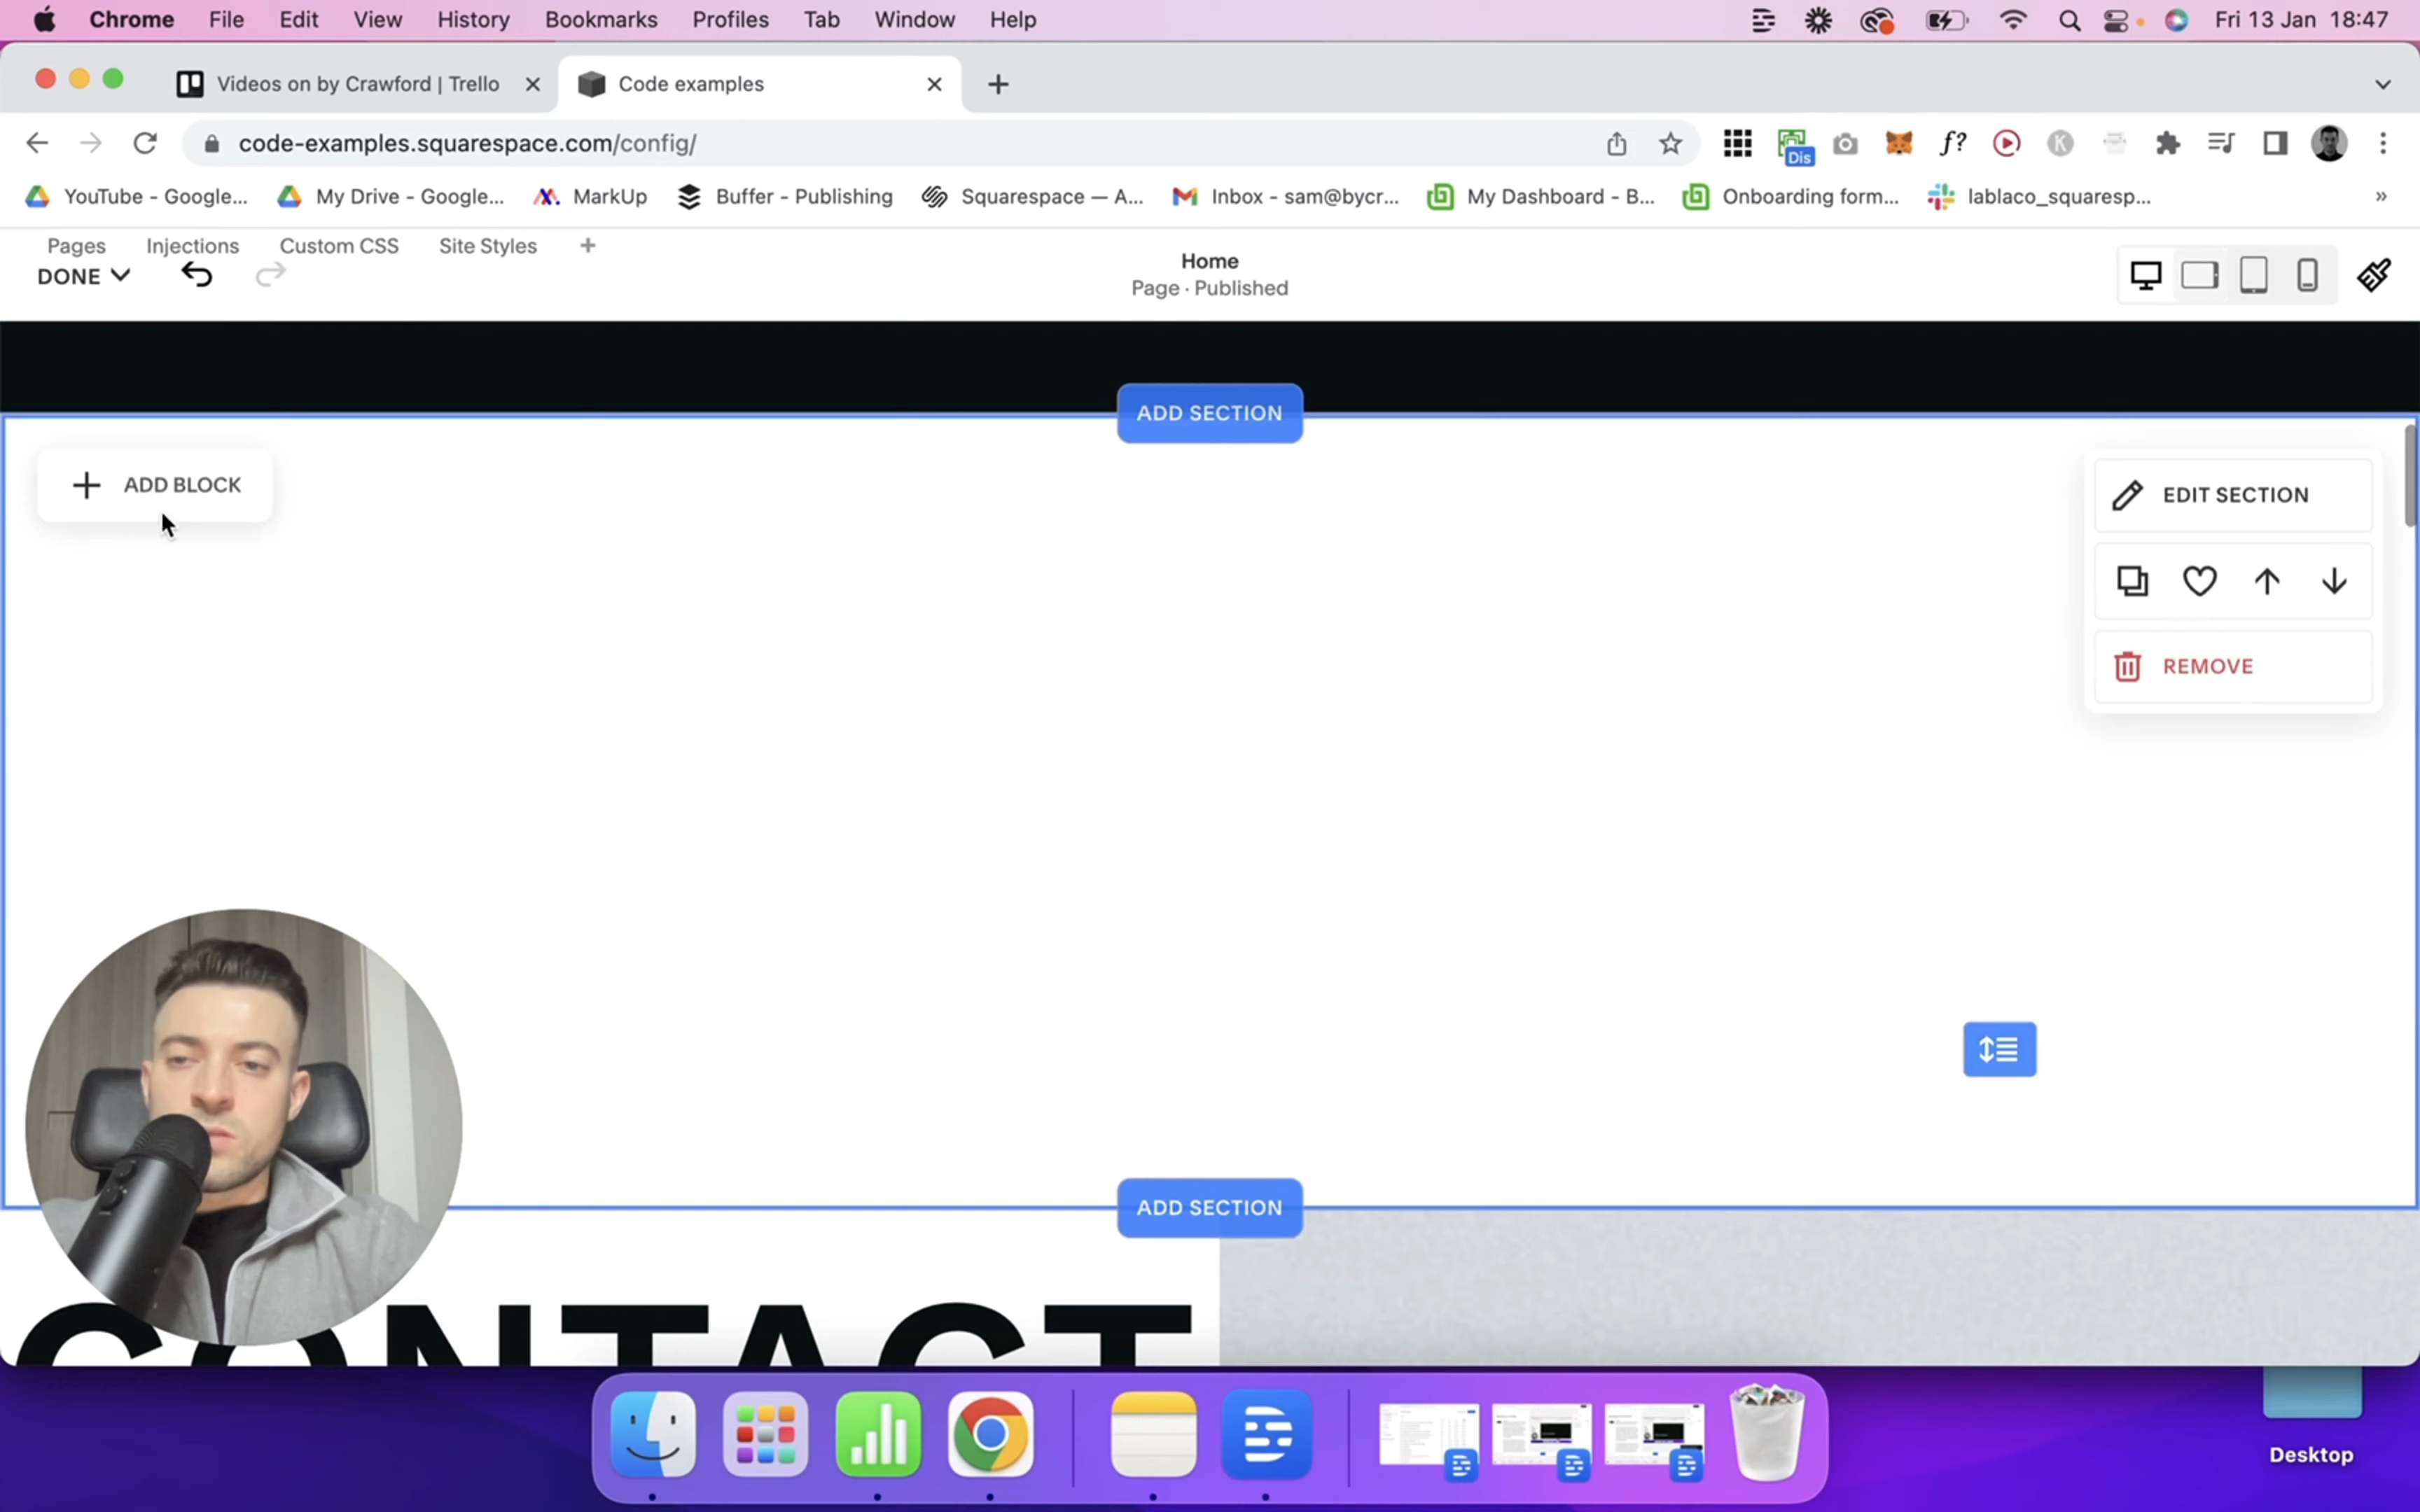 Chrome File Edit View History Bookmarks Profiles Tab Window Help Fri 13 Jan 18:47
Videos on by Crawford | Trello Code examples
code-examples.squarespace.com/config/ Dis f? K
YouTube - Google... My Drive - Google... MarkUp Buffer - Publishing Squarespace — A... Inbox - sam@bycr... My Dashboard - B... Onboarding form... lablaco_squaresp... »
Pages Injections Custom CSS Site Styles +
DONE
Home
Page · Published
ADD SECTION
ADD BLOCK
EDIT SECTION
REMOVE
ADD SECTION
CONTACT
Desktop